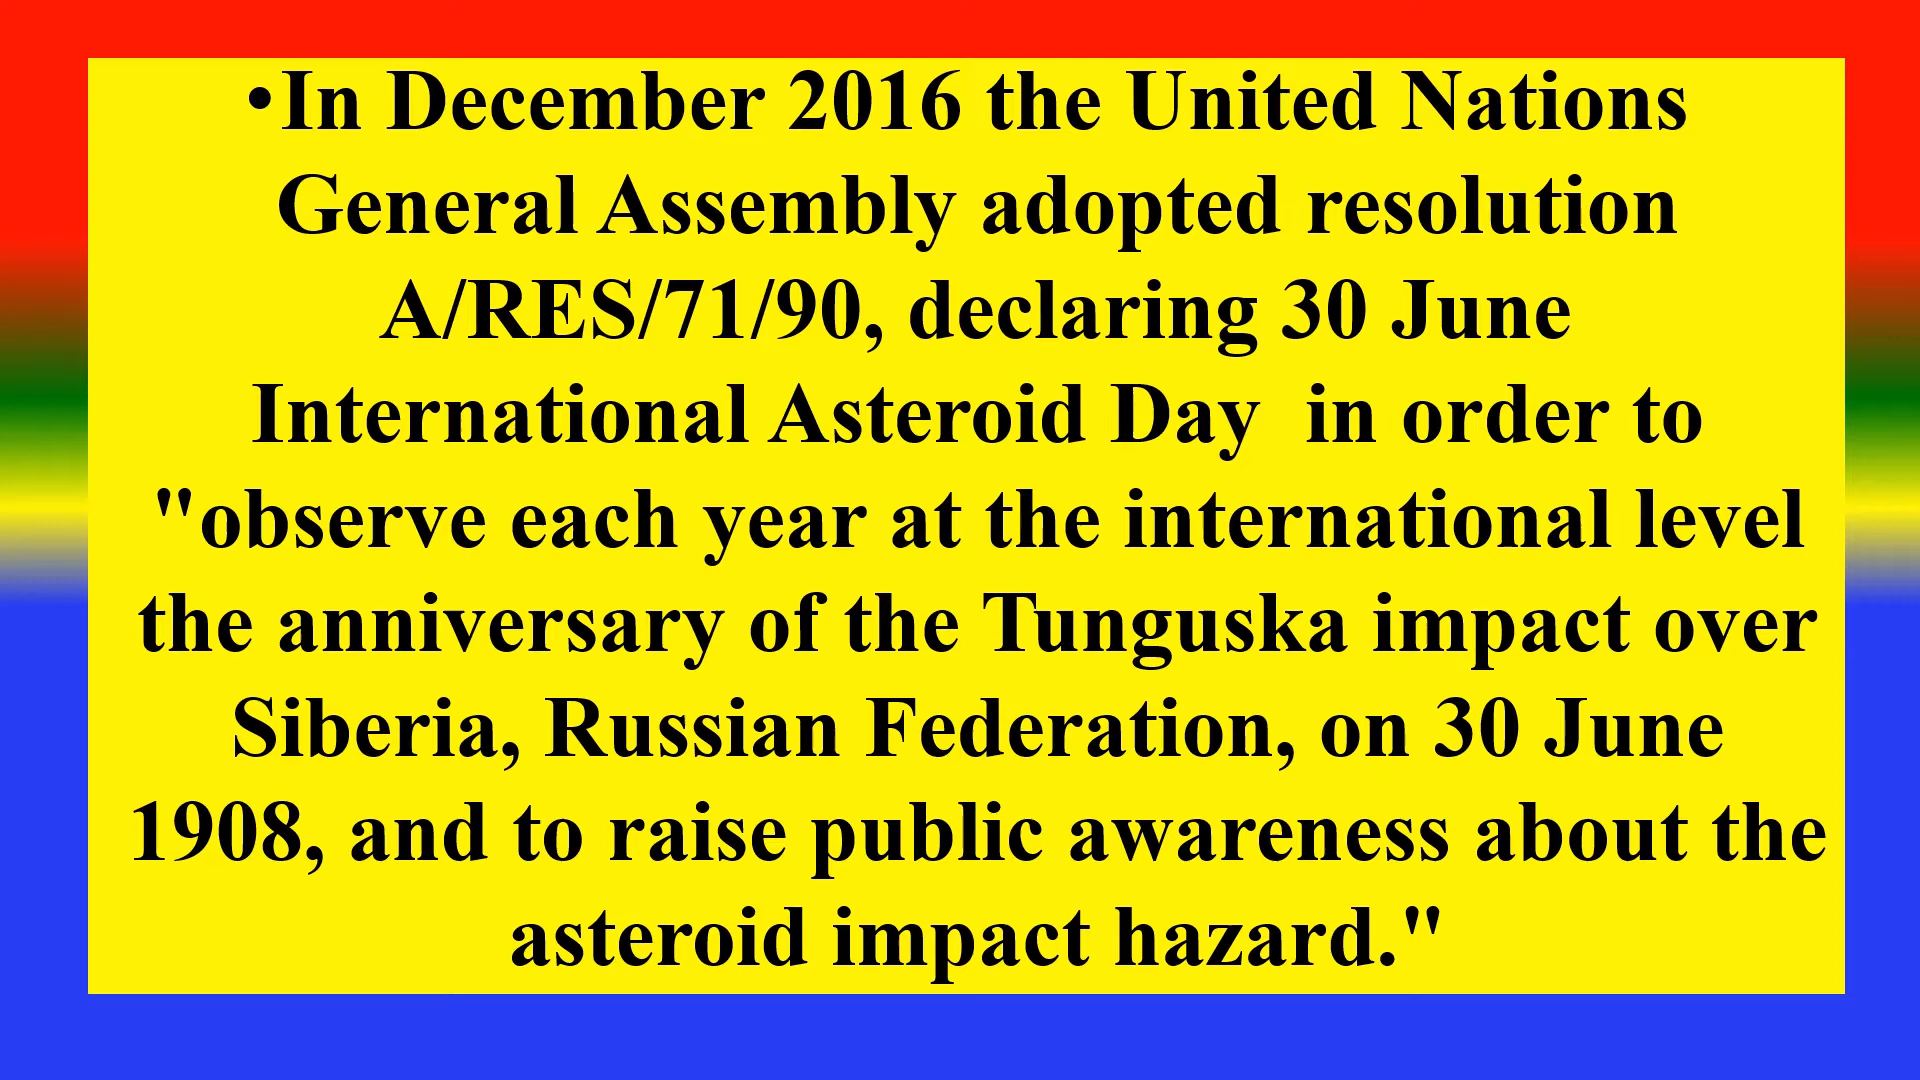 •In December 2016 the United Nations
General Assembly adopted resolution
A/RES/71/90, declaring 30 June
International Asteroid Day  in order to
"observe each year at the international level
the anniversary of the Tunguska impact over
Siberia, Russian Federation, on 30 June
1908, and to raise public awareness about the
asteroid impact hazard."